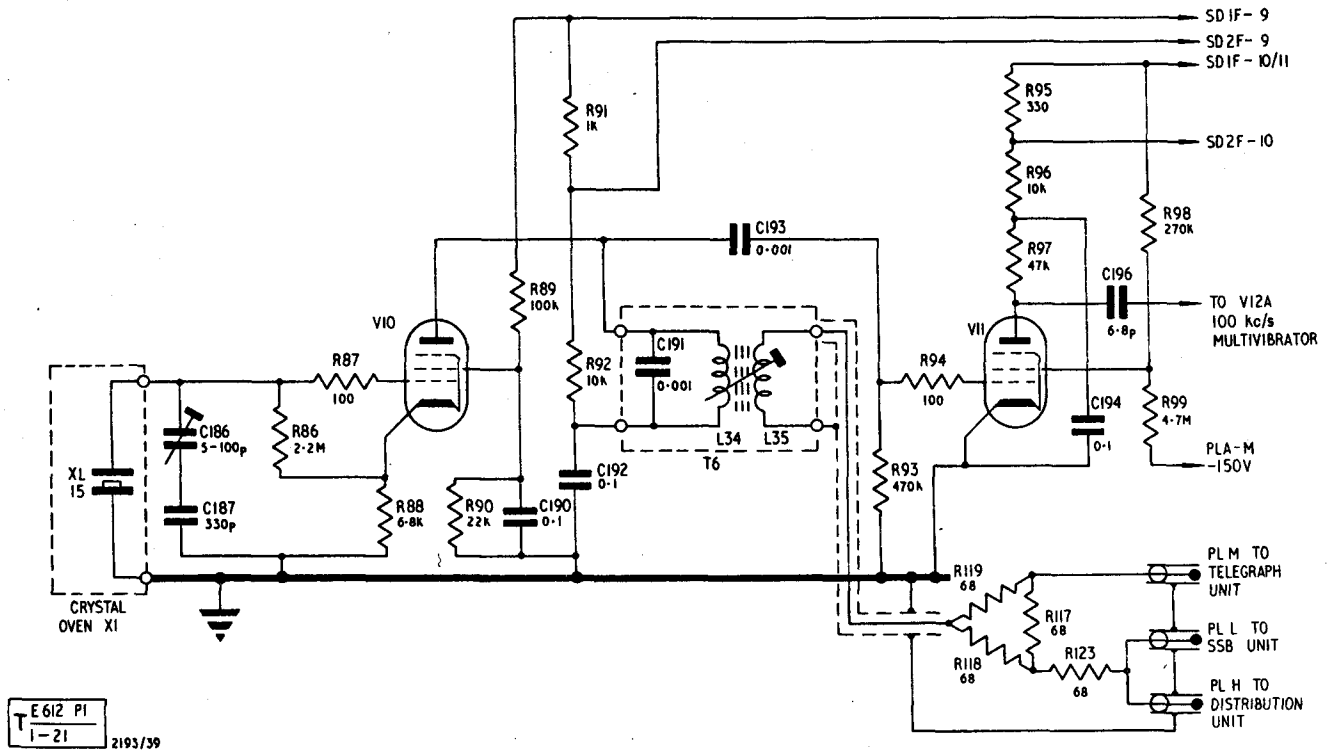 SD1F-9
SD2F-9
SD1F-10/11
R95
330
R91
1K
SD2F-10
R96
10K
R98
270K
C193
0.001
R97
47K
R89
100K
C196
TO V12A
100 kc/s
MULTIVIBRATOR
6.8p
V10
V11
C191
0.001
R87
100
R92
10K
R94
100
C194
0.1
R99
4.7M
C186
5-100p
R86
2.2M
L34
L35
T6
PLA-M
-150V
XL
15
C187
330p
R88
6.8K
R90
22K
C190
0.1
C192
0.1
R93
470K
CRYSTAL
OVEN X1
R119
68
PL M TO
TELEGRAPH
UNIT
R117
68
R118
68
R123
68
PL L TO
SSB UNIT
PL H TO
DISTRIBUTION
UNIT
T E612 P1
1-21
2193/39